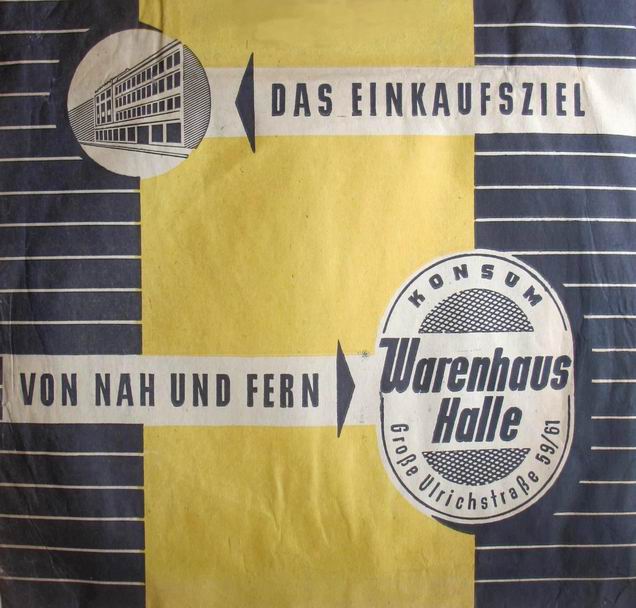 DAS EINKAUFSZIEL
VON NAH UND FERN
KONSUM
Warenhaus
Halle
Große Ulrichstraße 59/61